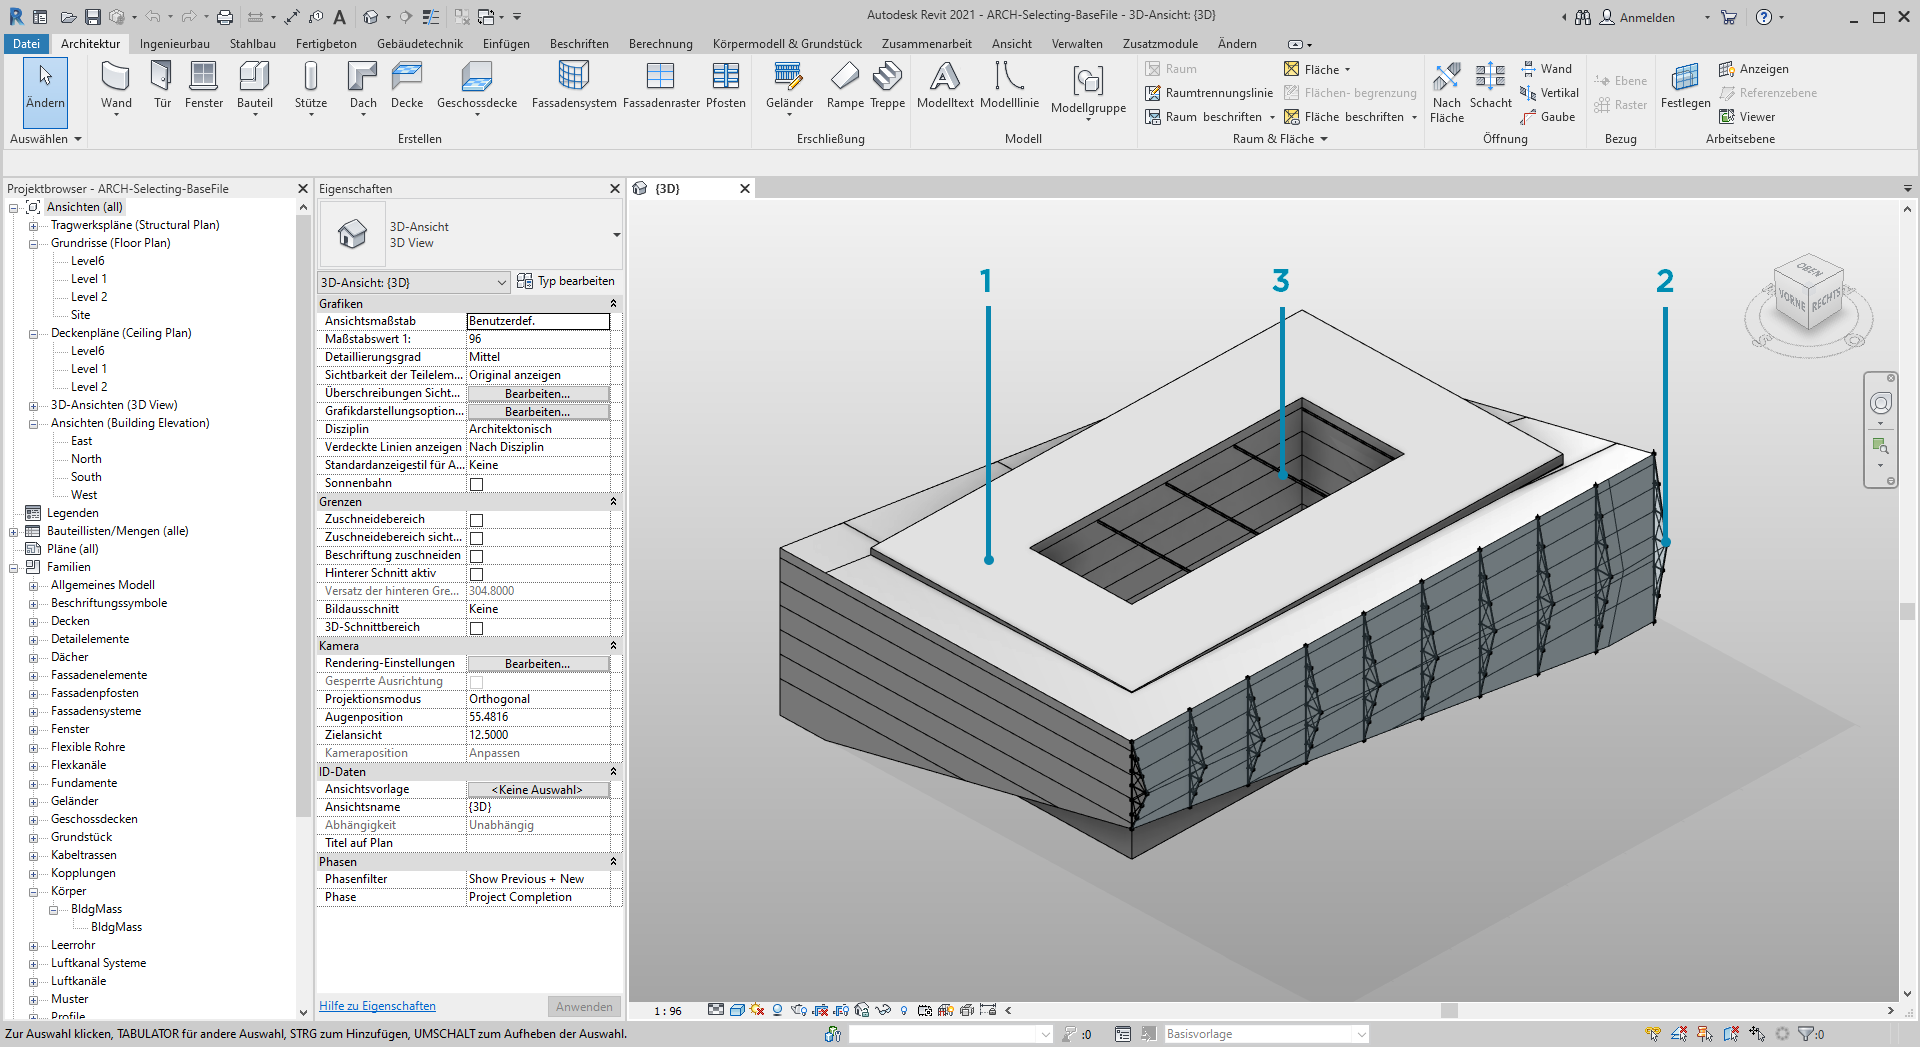 Autodesk Revit 2021 - ARCH-Selecting-BaseFile - 3D-Ansicht: {3D}
Anmelden
Datei Architektur Ingenieurbau Stahlbau Fertigbeton Gebäudetechnik Einfügen Beschriften Berechnung Körpermodell & Grundstück Zusammenarbeit Ansicht Verwalten Zusatzmodule Ändern
Ändern Wand Tür Fenster Bauteil Stütze Dach Decke Geschossdecke Fassadensystem Fassadenraster Pfosten Geländer Rampe Treppe Modelltext Modelllinie Modellgruppe
Raum
Raumtrennungslinie
Raum beschriften
Fläche
Flächen- begrenzung
Fläche beschriften
Nach Fläche
Schacht
Wand
Vertikal
Gaube
Ebene
Raster
Festlegen
Anzeigen
Referenzebene
Viewer
Auswählen Erstellen Erschließung Modell Raum & Fläche Öffnung Bezug Arbeitsebene
Projektbrowser - ARCH-Selecting-BaseFile
Ansichten (all)
Tragwerkspläne (Structural Plan)
Grundrisse (Floor Plan)
Level6
Level 1
Level 2
Site
Deckenpläne (Ceiling Plan)
Level6
Level 1
Level 2
3D-Ansichten (3D View)
Ansichten (Building Elevation)
East
North
South
West
Legenden
Bauteillisten/Mengen (alle)
Pläne (all)
Familien
Allgemeines Modell
Beschriftungssymbole
Decken
Detailelemente
Dächer
Fassadenelemente
Fassadenpfosten
Fassadensysteme
Fenster
Flexible Rohre
Flexkanäle
Fundamente
Geländer
Geschossdecken
Grundstück
Kabeltrassen
Kopplungen
Körper
BldgMass
BldgMass
Leerrohr
Luftkanal Systeme
Luftkanäle
Muster
Profile
Eigenschaften
3D-Ansicht
3D View
3D-Ansicht: {3D} Typ bearbeiten
Grafiken
Ansichtsmaßstab Benutzerdef.
Maßstabswert 1: 96
Detaillierungsgrad Mittel
Sichtbarkeit der Teilelem... Original anzeigen
Überschreibungen Sicht... Bearbeiten...
Grafikdarstellungsoption... Bearbeiten...
Disziplin Architektonisch
Verdeckte Linien anzeigen Nach Disziplin
Standardanzeigestil für A... Keine
Sonnenbahn
Grenzen
Zuschneidebereich
Zuschneidebereich sicht...
Beschriftung zuschneiden
Hinterer Schnitt aktiv
Versatz der hinteren Gre... 304.8000
Bildausschnitt Keine
3D-Schnittbereich
Kamera
Rendering-Einstellungen Bearbeiten...
Gesperrte Ausrichtung
Projektionsmodus Orthogonal
Augenposition 55.4816
Zielansicht 12.5000
Kameraposition Anpassen
ID-Daten
Ansichtsvorlage <Keine Auswahl>
Ansichtsname {3D}
Abhängigkeit Unabhängig
Titel auf Plan
Phasen
Phasenfilter Show Previous + New
Phase Project Completion
Hilfe zu Eigenschaften Anwenden
{3D}
1 3 2
OBEN
VORNE RECHTS
1 : 96
Zur Auswahl klicken, TABULATOR für andere Auswahl, STRG zum Hinzufügen, UMSCHALT zum Aufheben der Auswahl.
:0 Basisvorlage :0